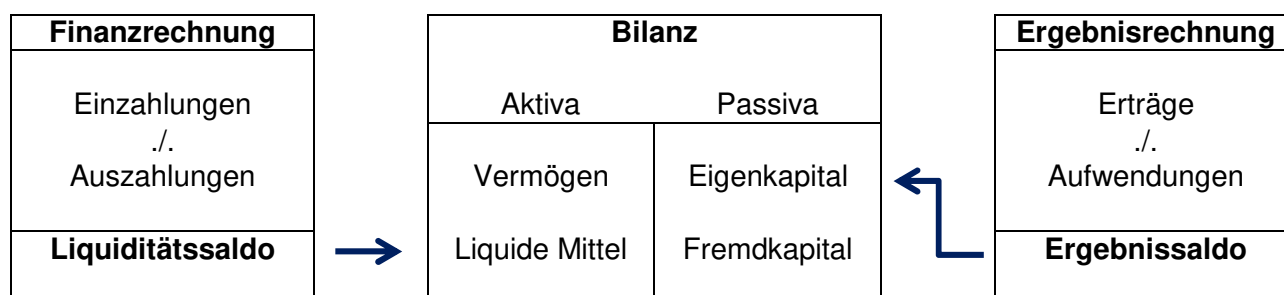 Finanzrechnung
Einzahlungen
./.
Auszahlungen
Liquiditätssaldo
Bilanz
Aktiva Passiva
Vermögen Eigenkapital
Liquide Mittel Fremdkapital
Ergebnisrechnung
Erträge
./.
Aufwendungen
Ergebnissaldo